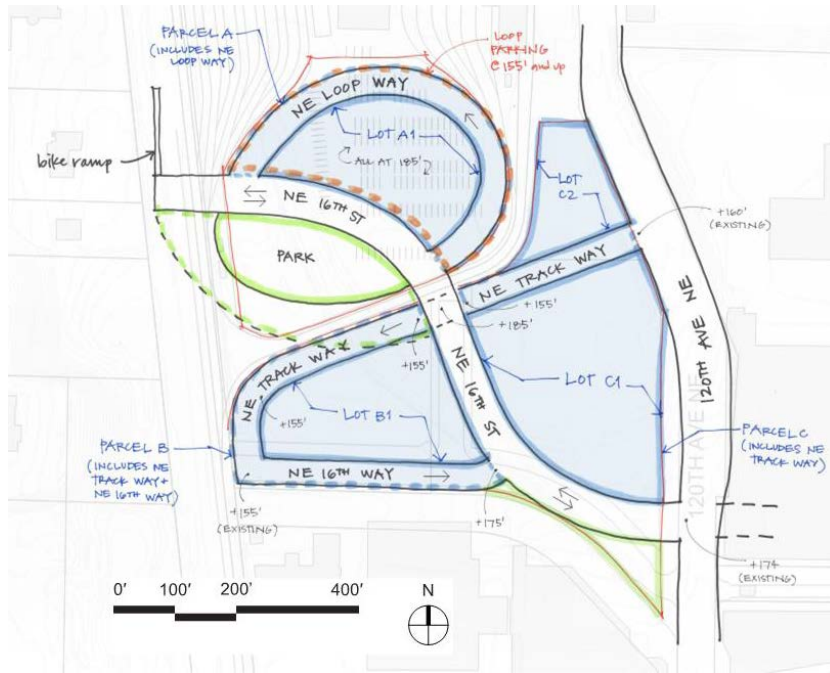 PARCEL A
(INCLUDES NE
LOOP WAY)
LOOP
PARKING
@ 155' and up
NE LOOP WAY
LOT A1
ALL AT 185'
bike ramp
NE 16TH ST
PARK
LOT
C2
+160'
(EXISTING)
NE TRACK WAY
+155'
+185'
120TH AVE NE
NE TRACK WAY
+155'
NE 16TH ST
LOT C1
LOT B1
+155'
120TH AVE NE
PARCEL C
(INCLUDES NE
TRACK WAY)
PARCEL B
(INCLUDES NE
TRACK WAY+
NE 16TH WAY)
NE 16TH WAY
+155'
(EXISTING)
+175'
+174
(EXISTING)
0' 100' 200' 400'
N